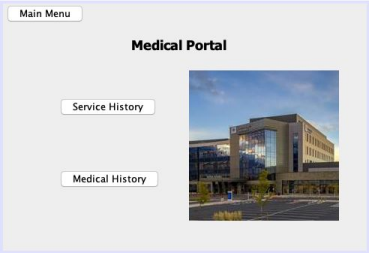 Main Menu
Medical Portal
Service History
Medical History